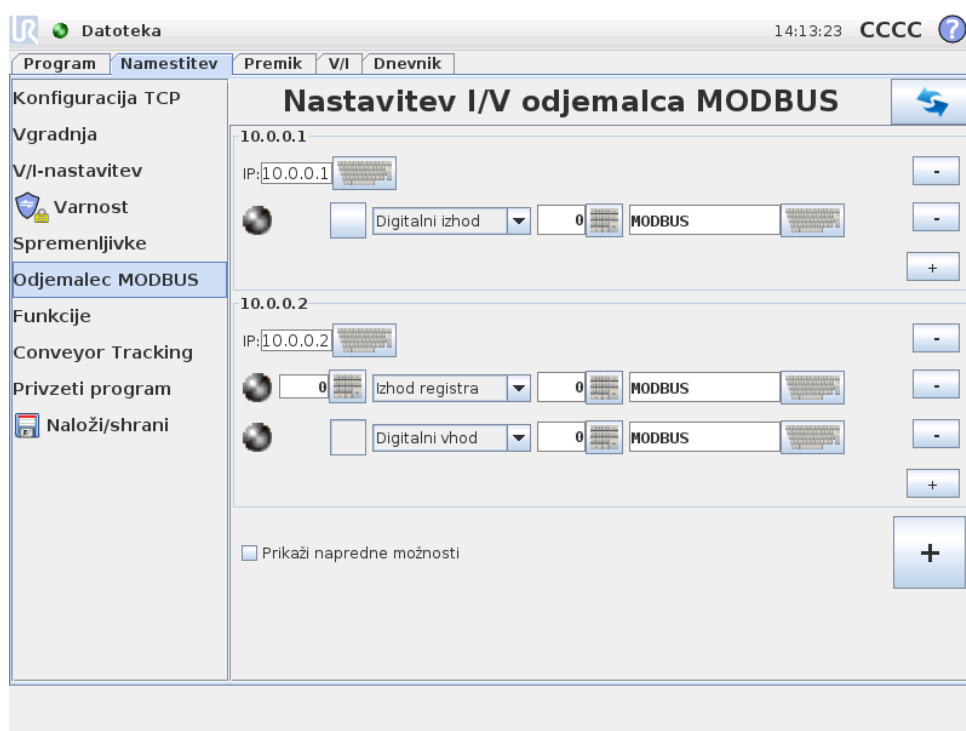 UR Datoteka 14:13:23 CCCC ?
Program Namestitev Premik V/I Dnevnik
Konfiguracija TCP
Vgradnja
V/I-nastavitev
Varnost
Spremenljivke
Odjemalec MODBUS
Funkcije
Conveyor Tracking
Privzeti program
Naloži/shrani
Nastavitev I/V odjemalca MODBUS
10.0.0.1
IP: 10.0.0.1 -
Digitalni izhod 0 MODBUS -
+
10.0.0.2
IP: 10.0.0.2 -
0 Izhod registra 0 MODBUS -
Digitalni vhod 0 MODBUS -
+
Prikaži napredne možnosti +